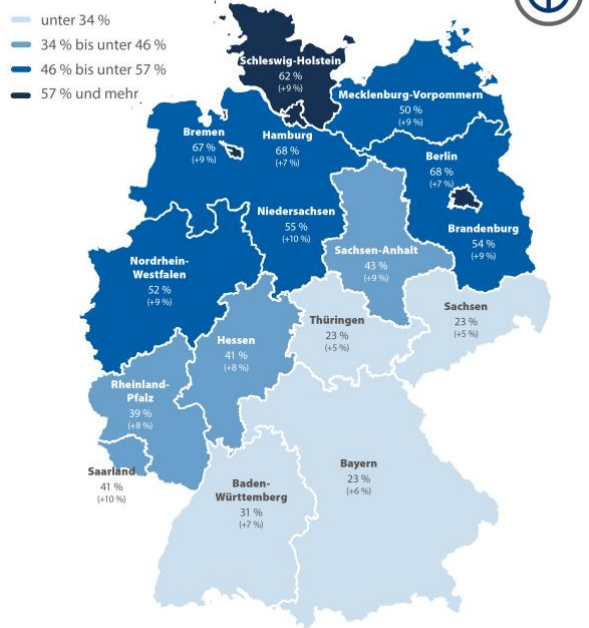 unter 34 %
34 % bis unter 46 %
46 % bis unter 57 %
57 % und mehr
Schleswig-Holstein
62 %
(+9 %)
Mecklenburg-Vorpommern
50 %
(+9 %)
Bremen
67 %
(+9 %)
Hamburg
68 %
(+7 %)
Berlin
68 %
(+7 %)
Niedersachsen
55 %
(+10 %)
Brandenburg
54 %
(+9 %)
Sachsen-Anhalt
43 %
(+9 %)
Nordrhein-
Westfalen
52 %
(+9 %)
Sachsen
23 %
(+5 %)
Thüringen
23 %
(+5 %)
Hessen
41 %
(+8 %)
Rheinland-
Pfalz
39 %
(+8 %)
Saarland
41 %
(+10 %)
Bayern
23 %
(+6 %)
Baden-
Württemberg
31 %
(+7 %)